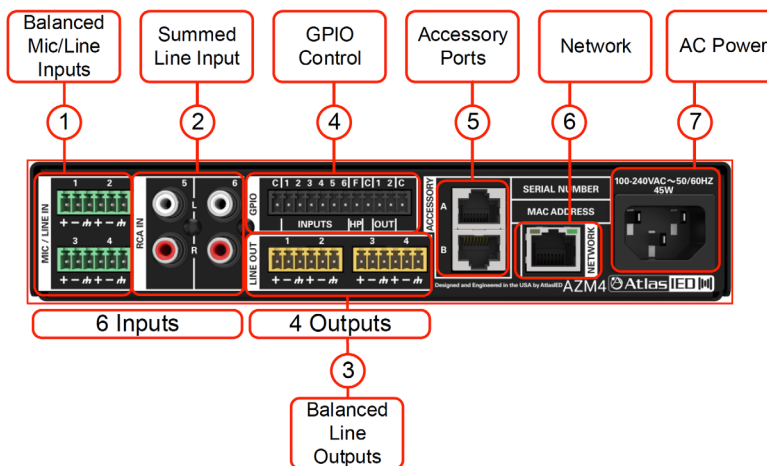 Balanced
Mic/Line
Inputs
Summed
Line Input
GPIO
Control
Accessory
Ports
Network
AC Power
1
2
4
5
6
7
MIC / LINE IN
1 2
+ − + −
3 4
+ − + −
RCA IN
5 6
L
R
GPIO
C 1 2 3 4 5 6 F C 1 2 C
INPUTS HP OUT
LINE OUT
1 2 3 4
+ − + − + − + −
ACCESSORY
A
B
SERIAL NUMBER
MAC ADDRESS
NETWORK
100-240VAC~50/60HZ
45W
Designed and Engineered in the USA by AtlasIED
AZM4
AtlasIED
6 Inputs
4 Outputs
3
Balanced
Line
Outputs